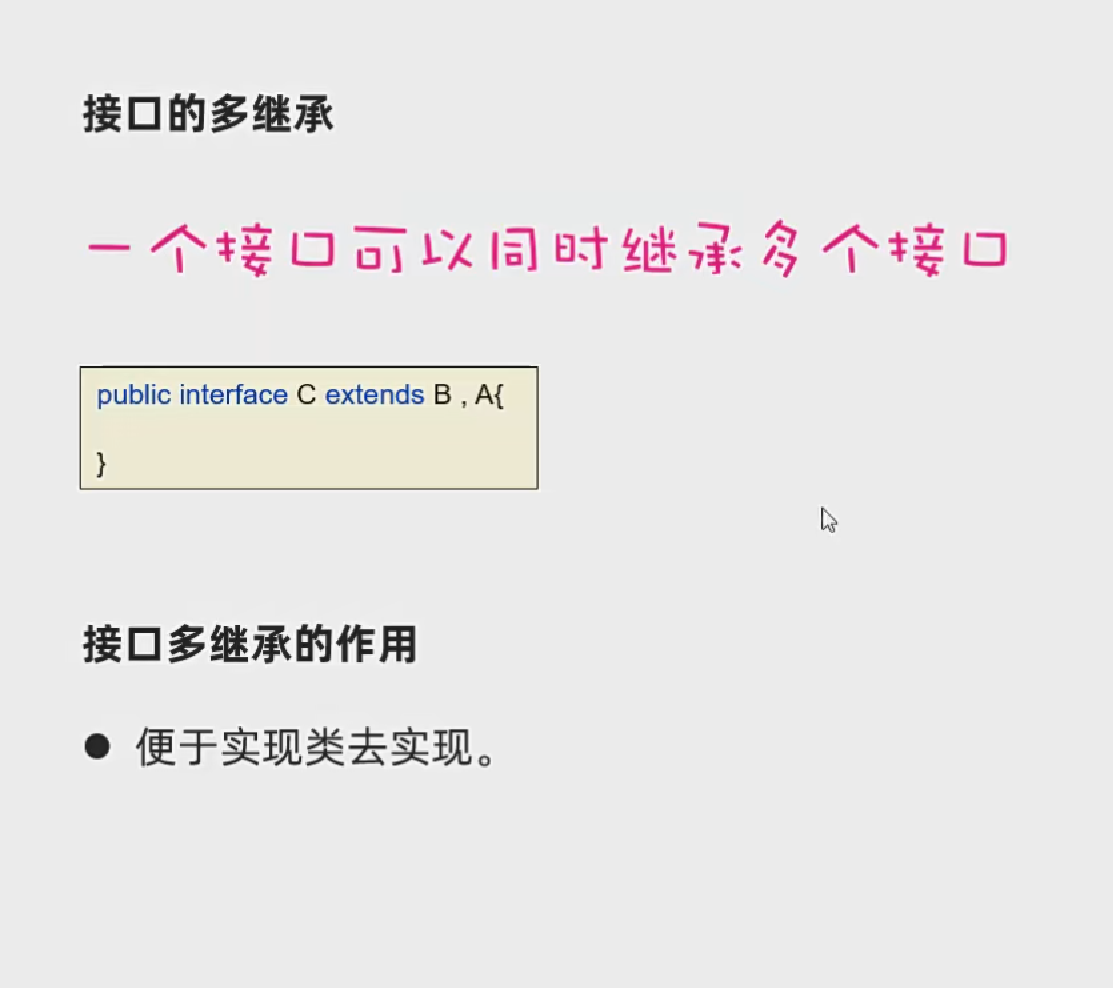 接口的多继承
一个接口可以同时继承多个接口
public interface C extends B , A{
}
接口多继承的作用
● 便于实现类去实现。